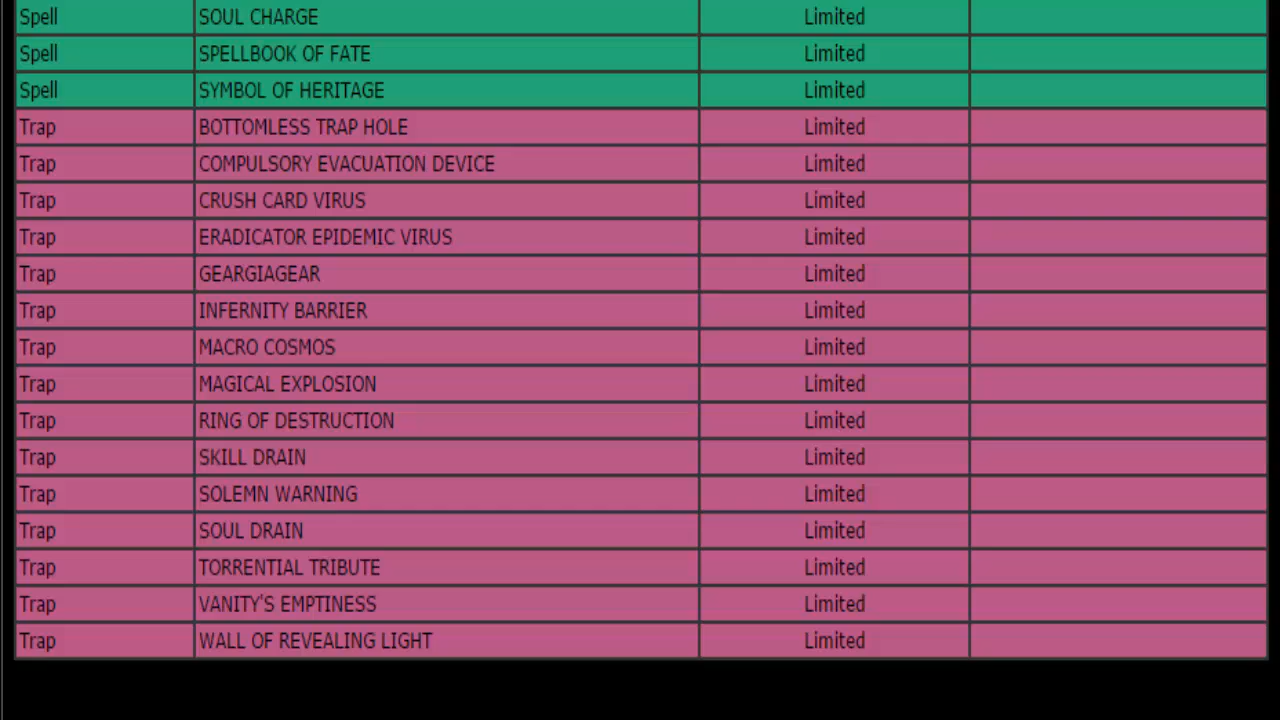 Spell SOUL CHARGE Limited
Spell SPELLBOOK OF FATE Limited
Spell SYMBOL OF HERITAGE Limited
Trap BOTTOMLESS TRAP HOLE Limited
Trap COMPULSORY EVACUATION DEVICE Limited
Trap CRUSH CARD VIRUS Limited
Trap ERADICATOR EPIDEMIC VIRUS Limited
Trap GEARGIAGEAR Limited
Trap INFERNITY BARRIER Limited
Trap MACRO COSMOS Limited
Trap MAGICAL EXPLOSION Limited
Trap RING OF DESTRUCTION Limited
Trap SKILL DRAIN Limited
Trap SOLEMN WARNING Limited
Trap SOUL DRAIN Limited
Trap TORRENTIAL TRIBUTE Limited
Trap VANITY'S EMPTINESS Limited
Trap WALL OF REVEALING LIGHT Limited